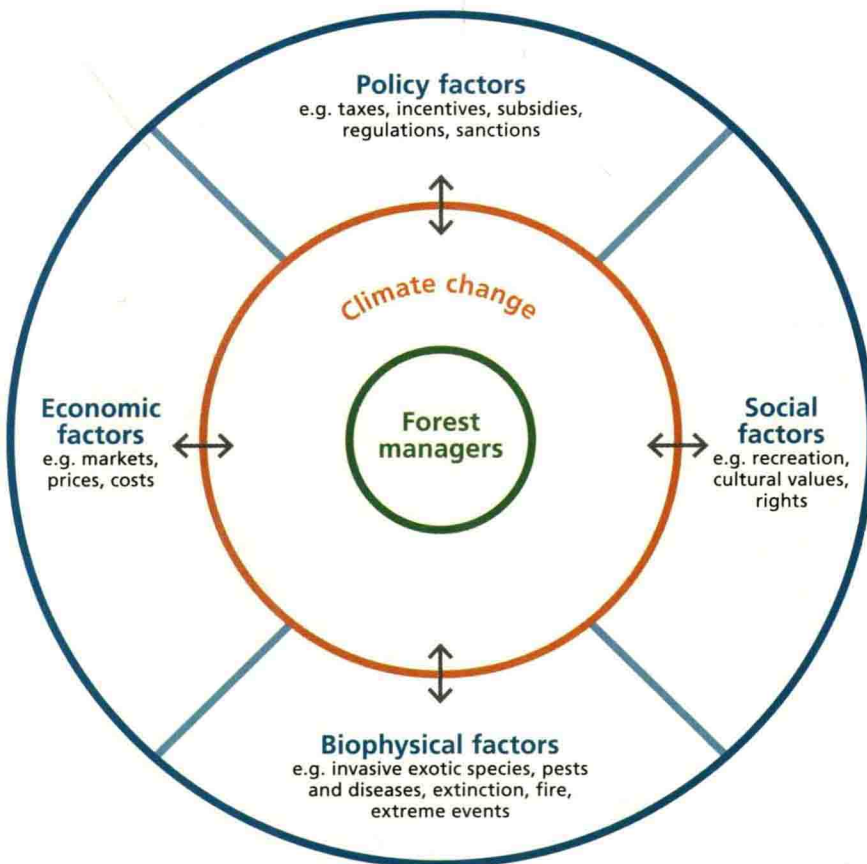 Policy factors
e.g. taxes, incentives, subsidies,
regulations, sanctions
Climate change
Economic
factors
e.g. markets,
prices, costs
Forest
managers
Social
factors
e.g. recreation,
cultural values,
rights
Biophysical factors
e.g. invasive exotic species, pests
and diseases, extinction, fire,
extreme events